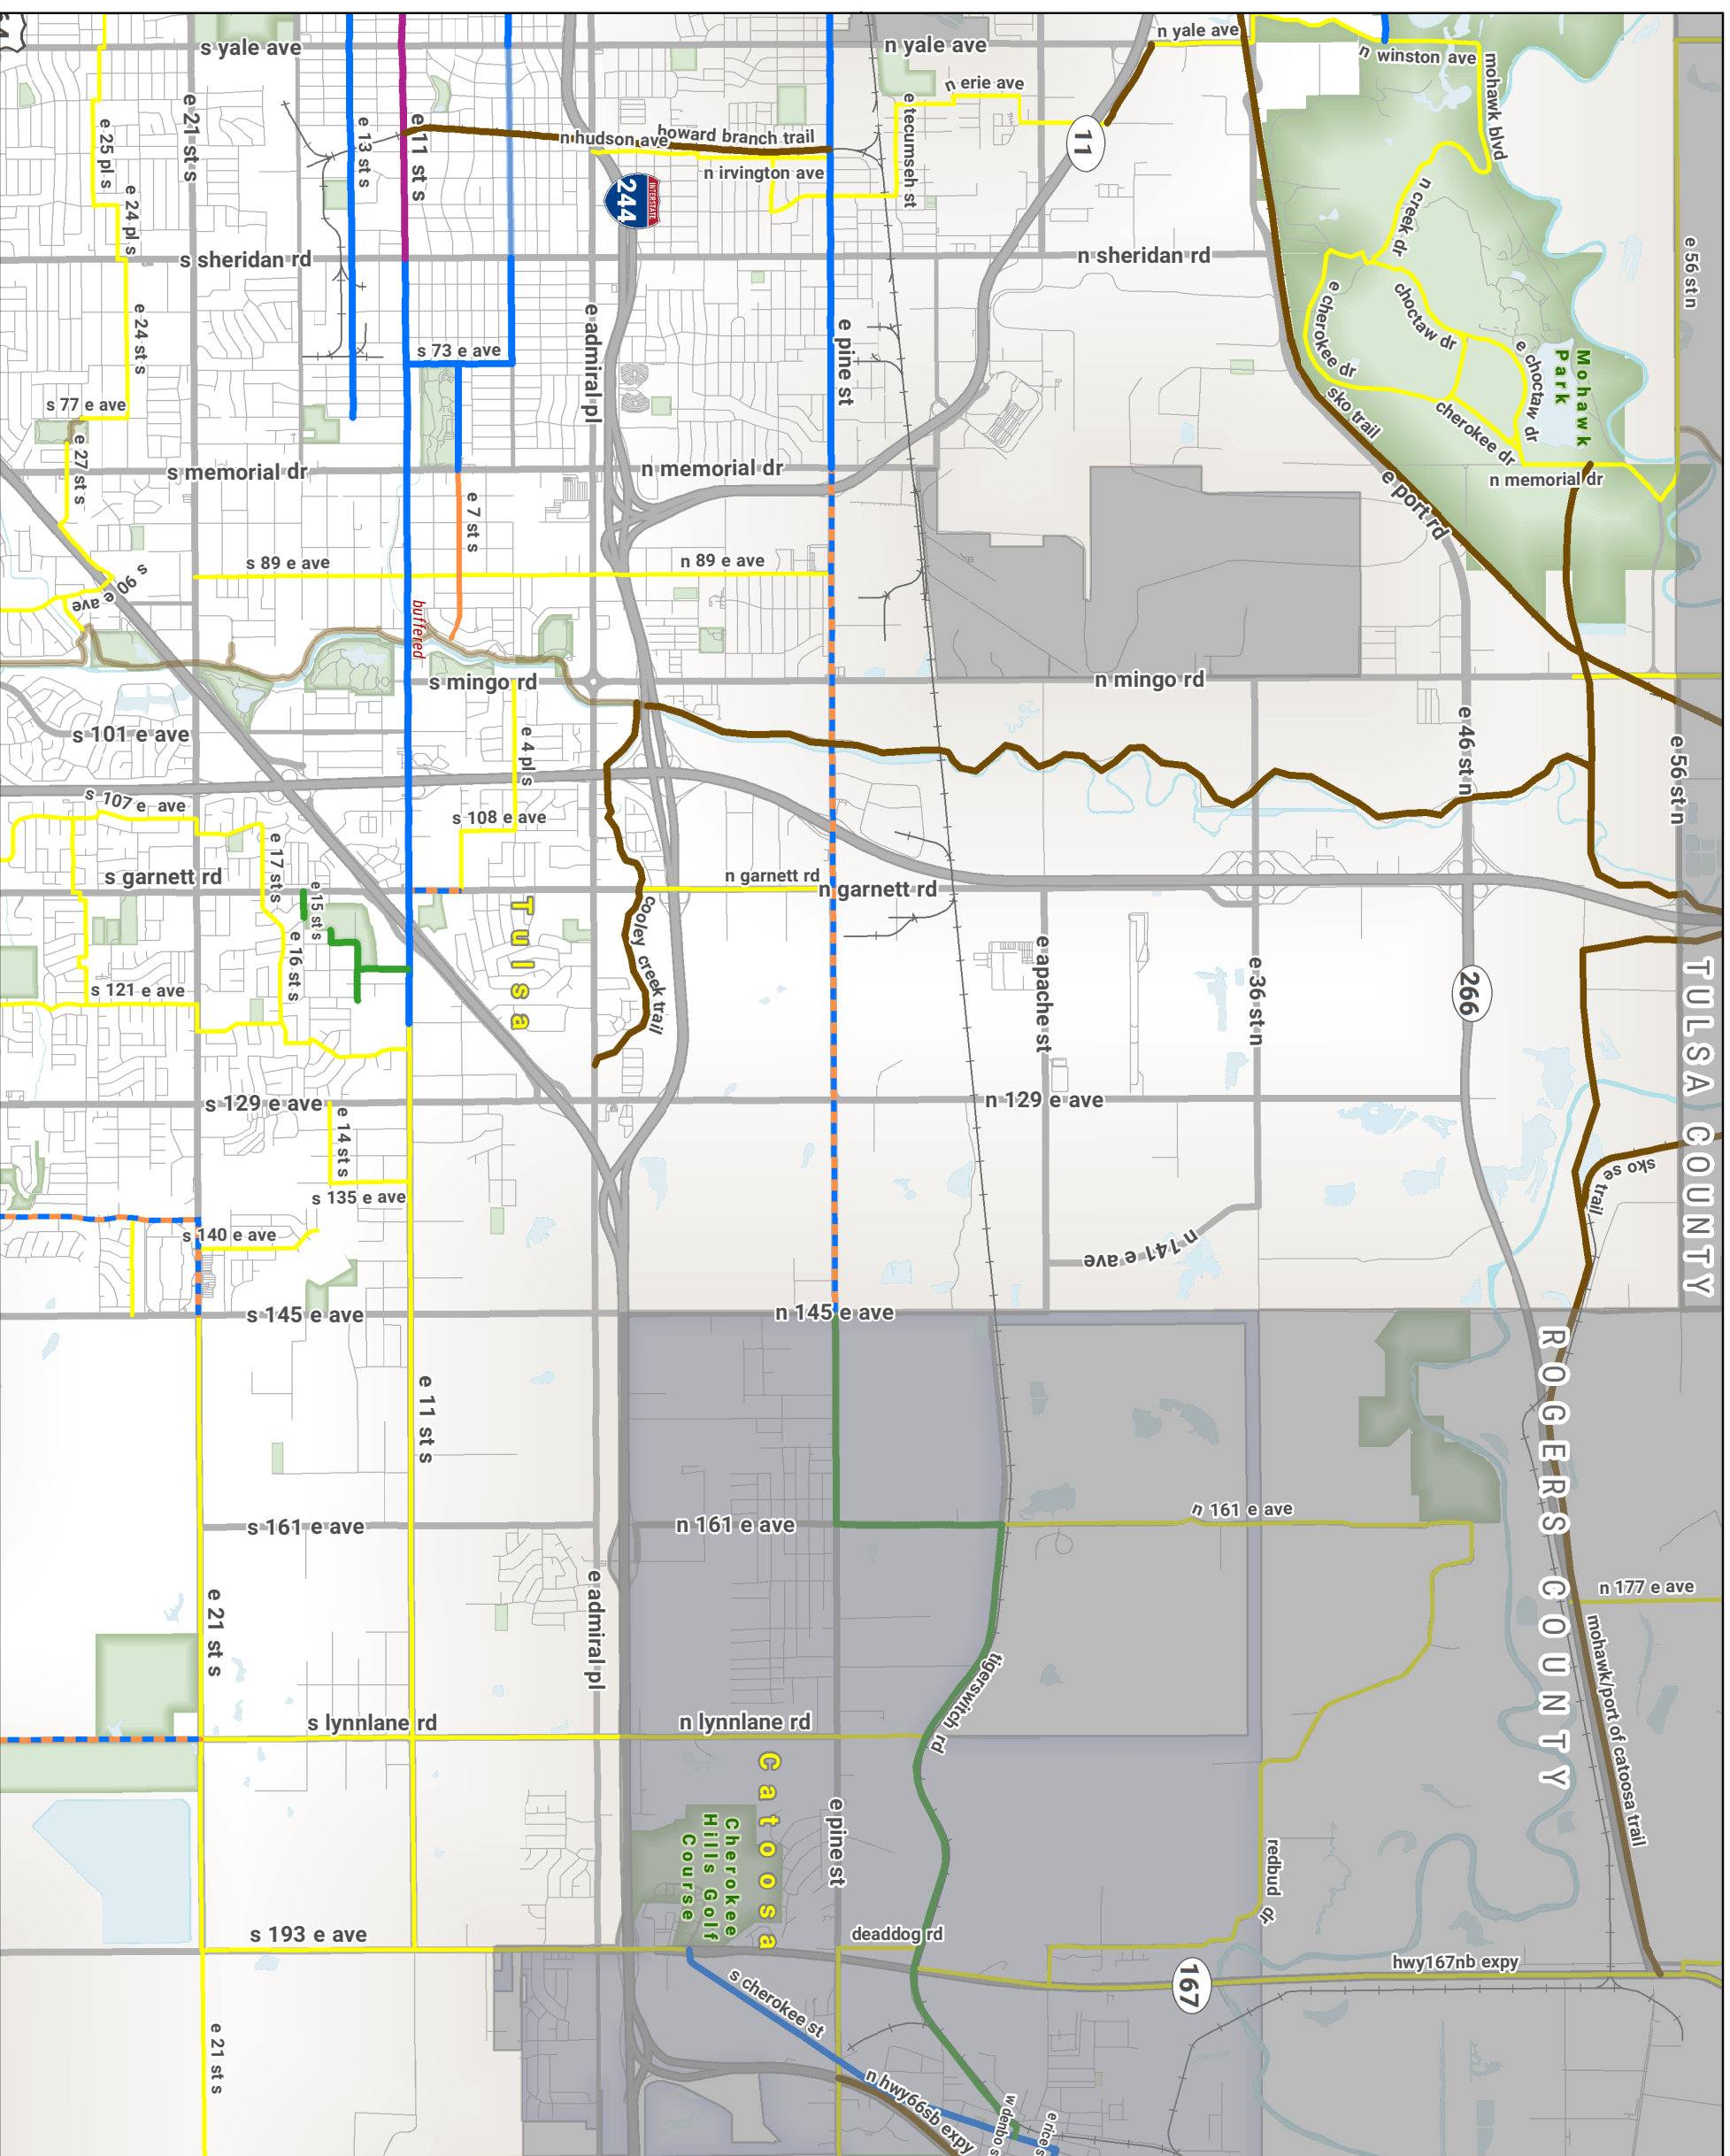 s yale ave
n yale ave
n yale ave
n winston ave
mohawk blvd
n erie ave
e tecumseh st
e 21 st s
e 25 pl s
e 13 st s
e 11 st s
n hudson ave
howard branch trail
n irvington ave
11
INTERSTATE
244
e 24 pl s
n creek dr
s sheridan rd
n sheridan rd
e 56 st n
e 24 st s
e admiral pl
e pine st
e cherokee dr
choctaw dr
e choctaw dr
Mohawk
Park
s 73 e ave
s 77 e ave
sko trail
cherokee dr
e 27 st s
s memorial dr
n memorial dr
n memorial dr
e port rd
e 7 st s
s 89 e ave
n 89 e ave
s 90 e ave
buffered
s mingo rd
n mingo rd
s 101 e ave
e 4 pl s
e 46 st n
e 56 st n
s 107 e ave
s 108 e ave
e 17 st s
s garnett rd
n garnett rd
n garnett rd
e 15 st s
Tulsa
cooley creek trail
e 16 st s
e apache st
e 36 st n
266
TULSA COUNTY
s 121 e ave
s 129 e ave
n 129 e ave
e 14 st s
sko se trail
s 135 e ave
s 140 e ave
n 141 e ave
s 145 e ave
n 145 e ave
ROGERS COUNTY
e 11 st s
s 161 e ave
n 161 e ave
n 161 e ave
e admiral pl
n 177 e ave
e 21 st s
mohawk/port of catoosa trail
tigerswitch rd
s lynnlane rd
n lynnlane rd
Catoosa
e pine st
Cherokee
Hills Golf
Course
redbud dr
s 193 e ave
deaddog rd
hwy167nb expy
167
s cherokee st
e 21 st s
n hwy66sb expy
w denbo s
e rice s